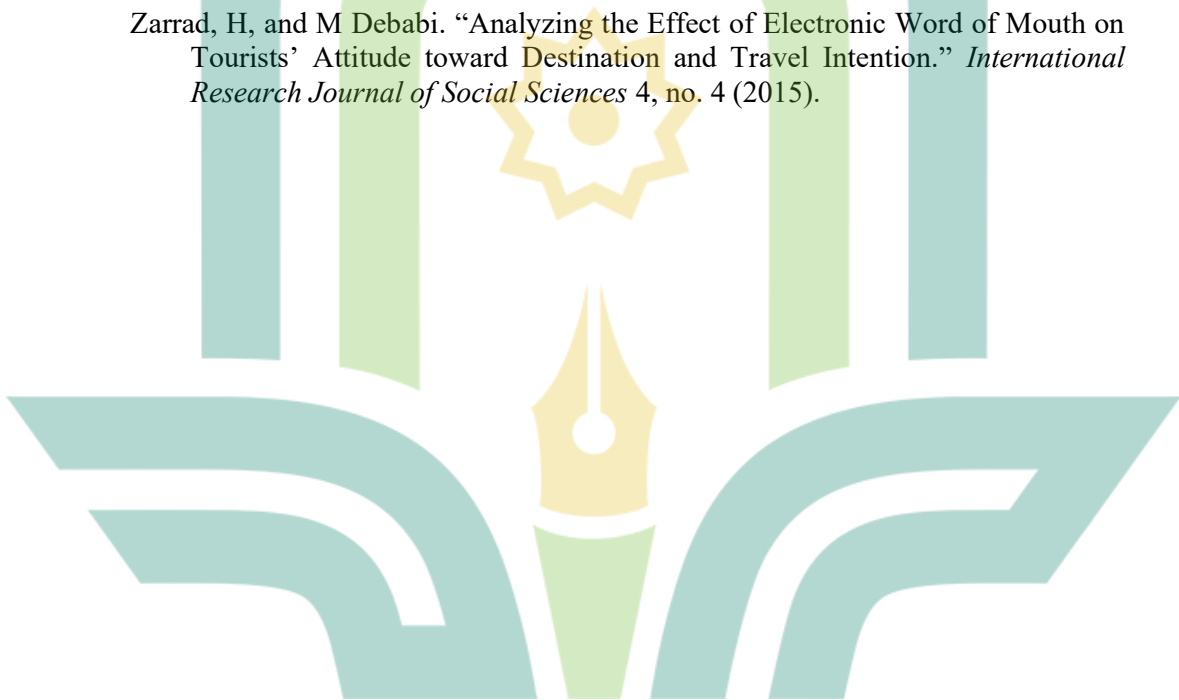 Zarrad, H, and M Debabi. “Analyzing the Effect of Electronic Word of Mouth on
Tourists’ Attitude toward Destination and Travel Intention.” International
Research Journal of Social Sciences 4, no. 4 (2015).